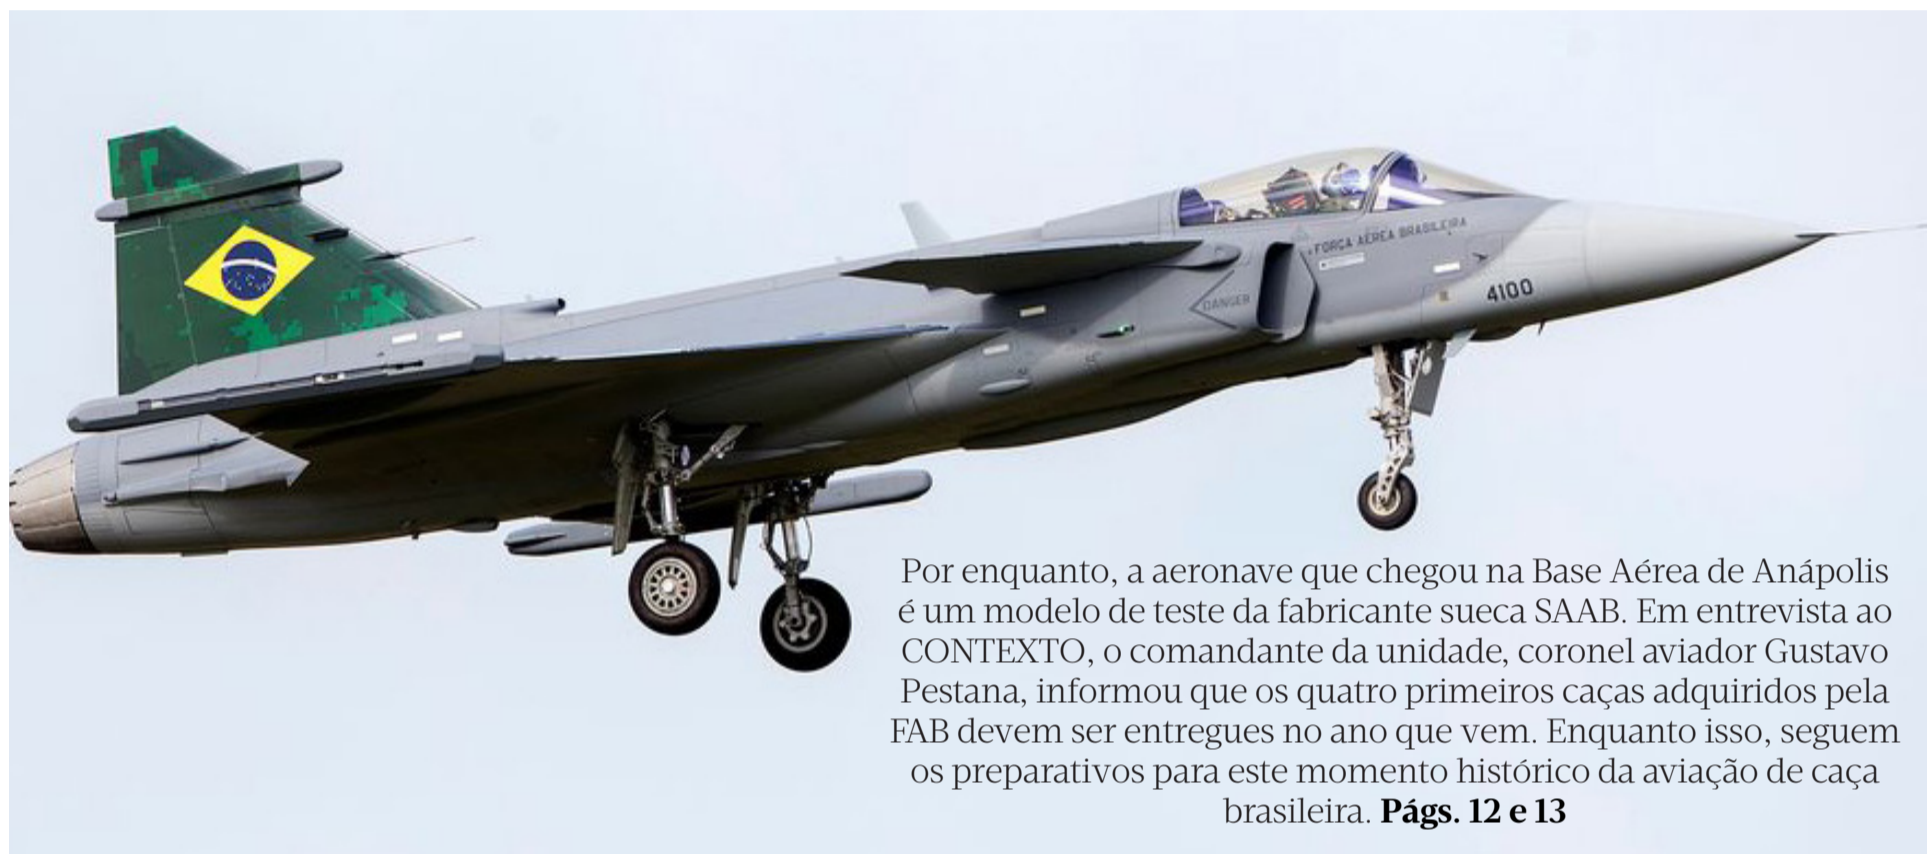 FORÇA AÉREA BRASILEIRA
DANGER
4100
Por enquanto, a aeronave que chegou na Base Aérea de Anápolis
é um modelo de teste da fabricante sueca SAAB. Em entrevista ao
CONTEXTO, o comandante da unidade, coronel aviador Gustavo
Pestana, informou que os quatro primeiros caças adquiridos pela
FAB devem ser entregues no ano que vem. Enquanto isso, seguem
os preparativos para este momento histórico da aviação de caça
brasileira. Págs. 12 e 13